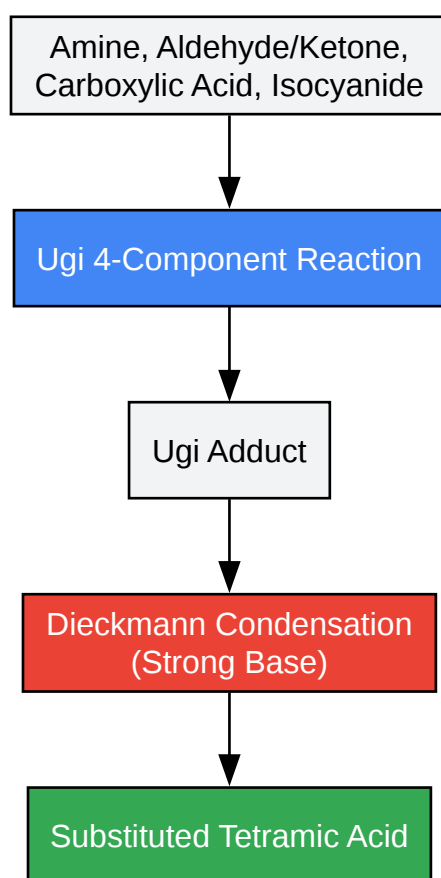 Amine, Aldehyde/Ketone,
Carboxylic Acid, Isocyanide
Ugi 4-Component Reaction
Ugi Adduct
Dieckmann Condensation
(Strong Base)
Substituted Tetramic Acid